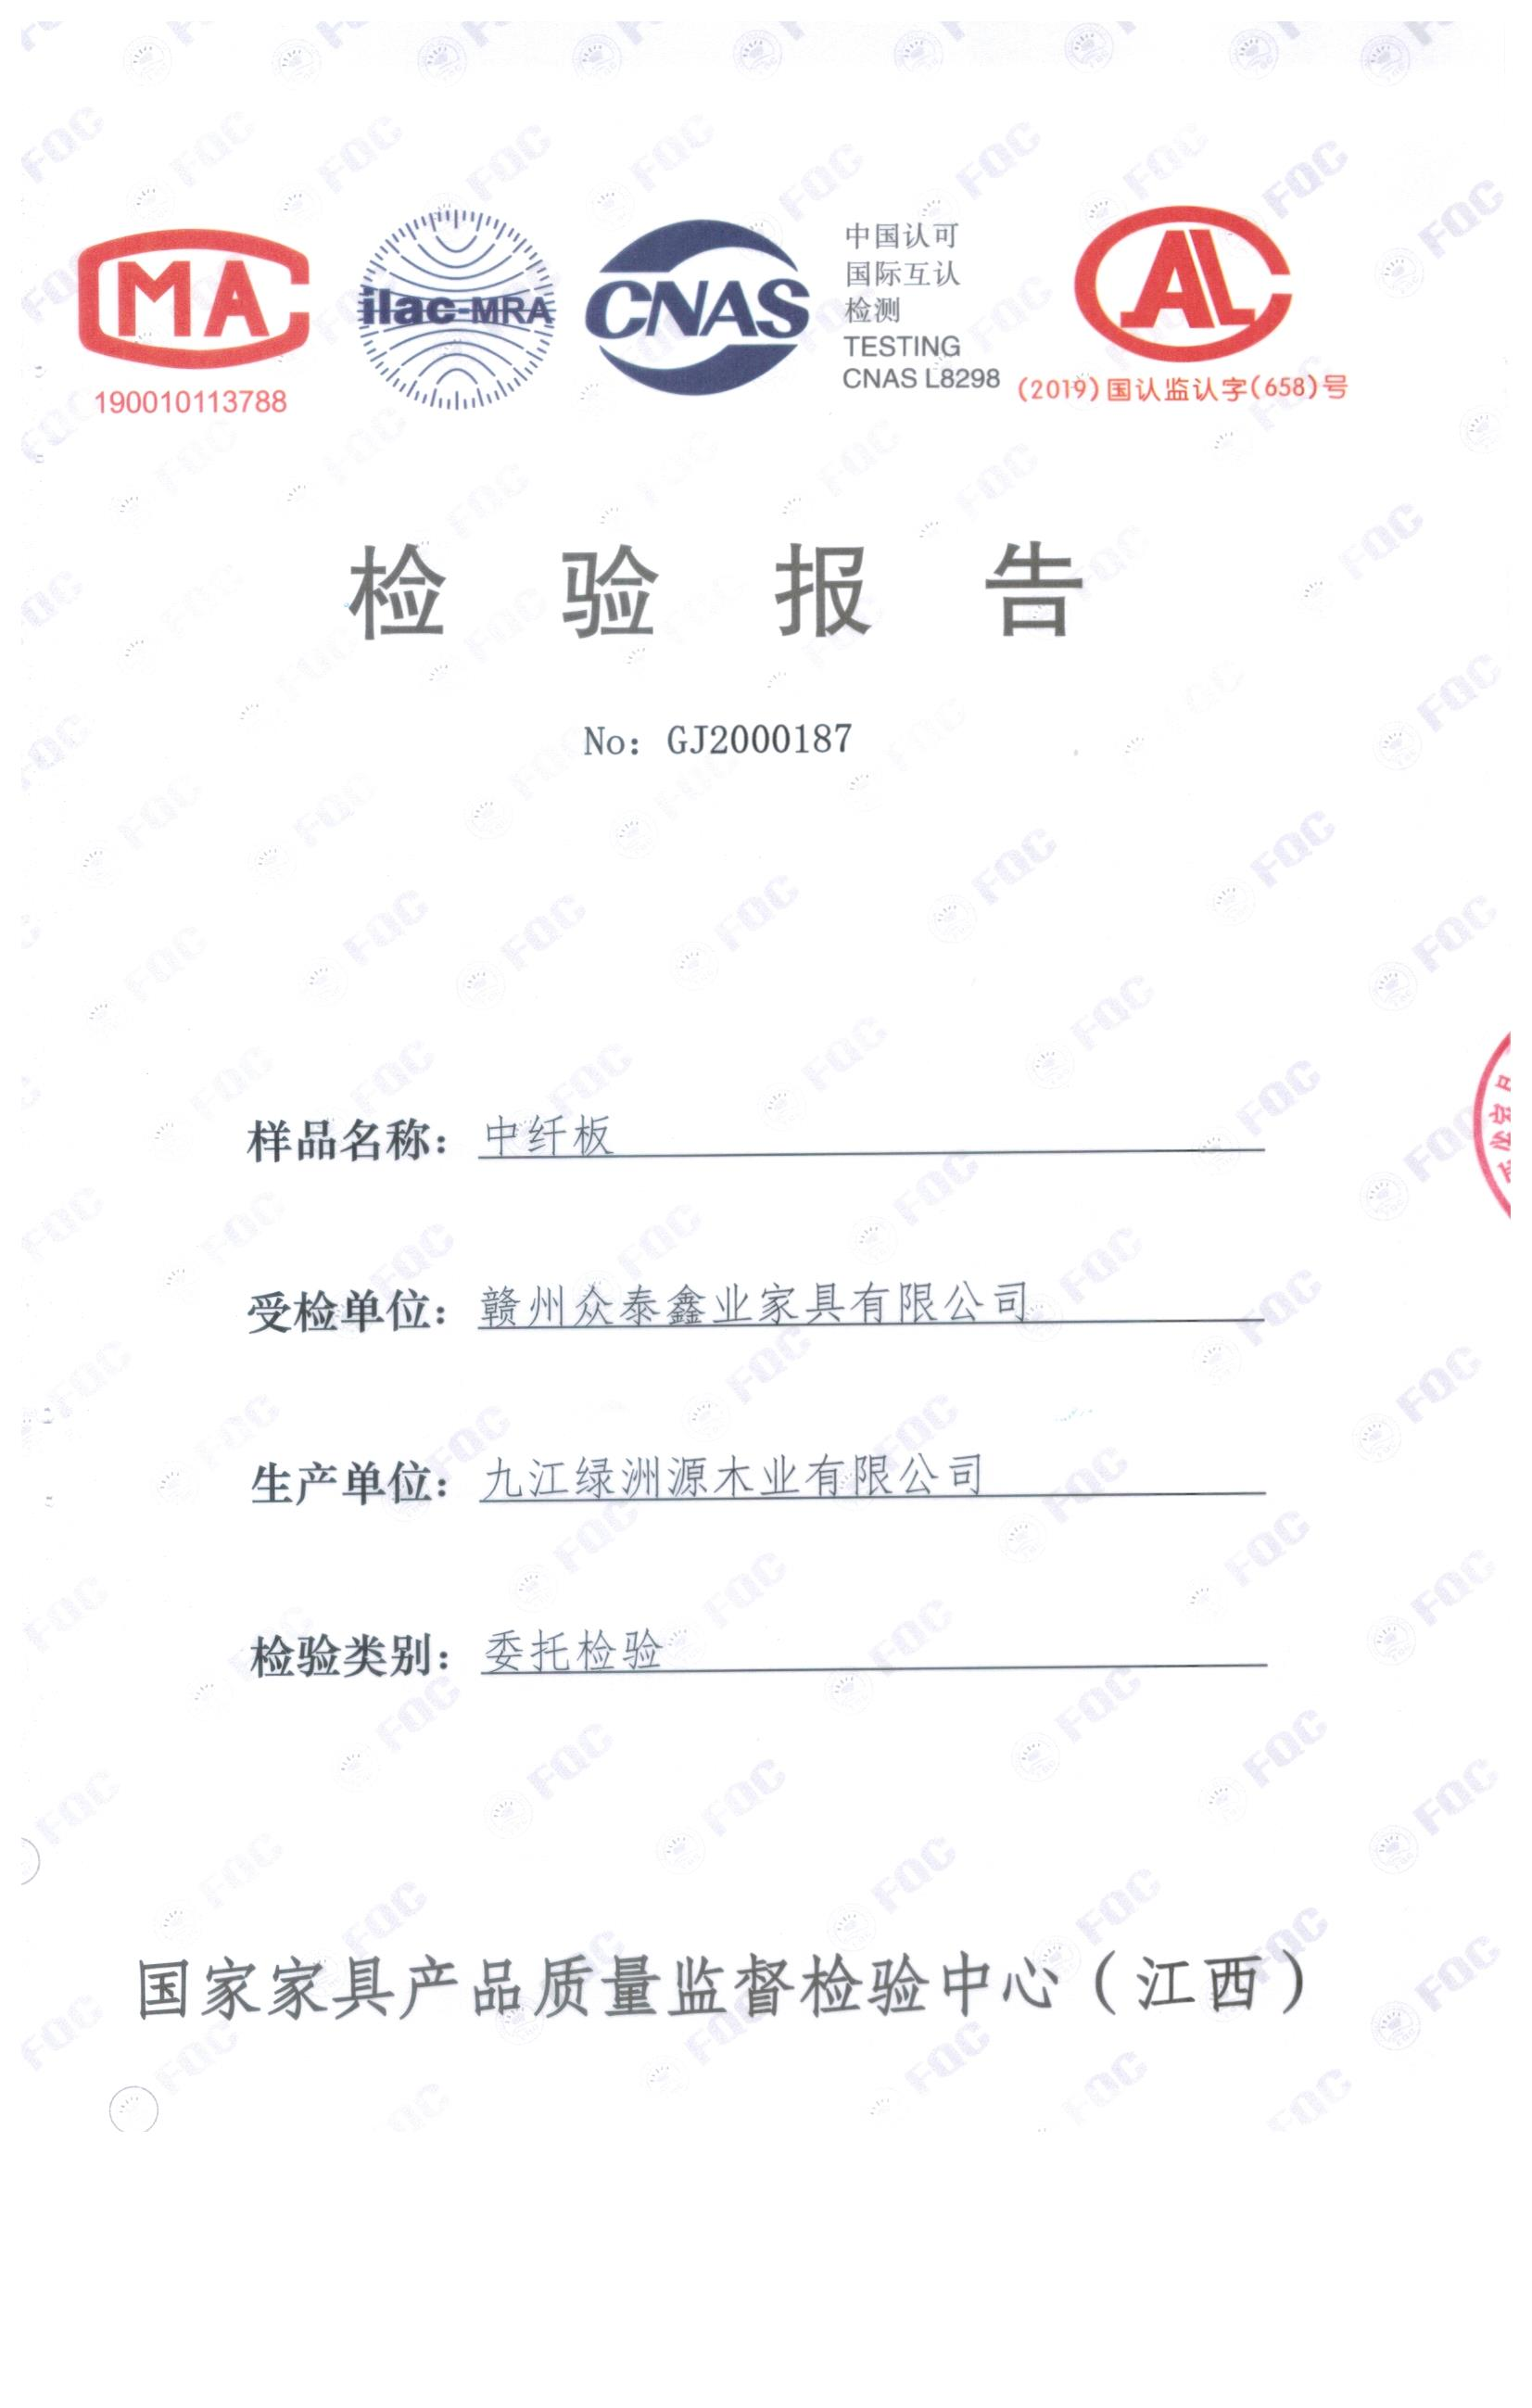 MA
190010113788
ilac-MRA
CNAS
中国认可
国际互认
检测
TESTING
CNAS L8298
CAL
(2019)国认监认字(658)号
检验报告
No: GJ2000187
样品名称: 中纤板
受检单位: 赣州众泰鑫业家具有限公司
生产单位: 九江绿洲源木业有限公司
检验类别: 委托检验
国家家具产品质量监督检验中心(江西)
FQC